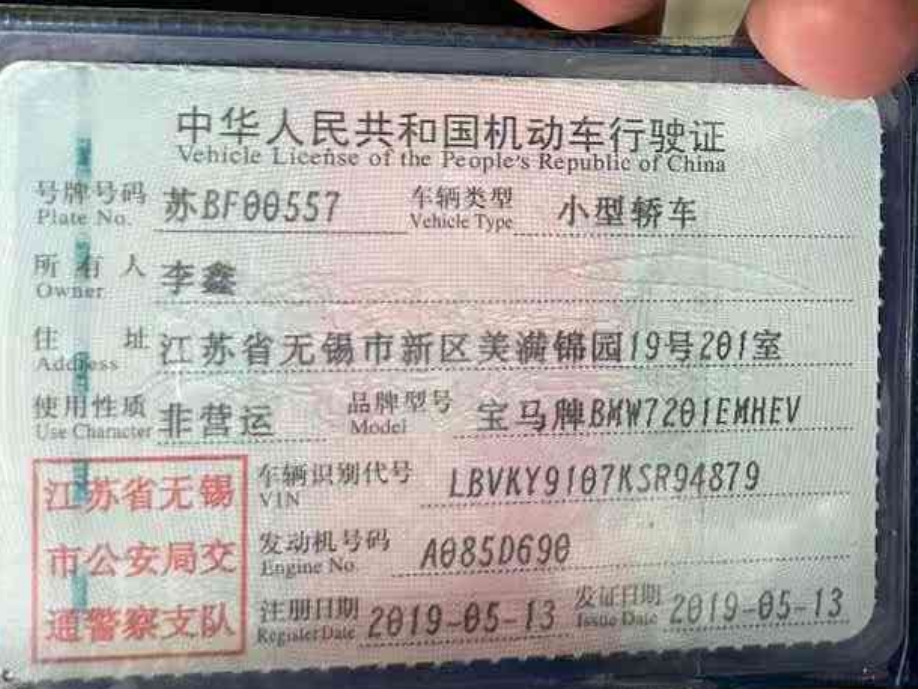 中华人民共和国机动车行驶证
Vehicle License of the People's Republic of China
号牌号码 苏BF00557 车辆类型 小型轿车
Plate No. Vehicle Type
所有人 李鑫
Owner
住址 江苏省无锡市新区美满锦园19号201室
Address
使用性质 非营运 品牌型号 宝马牌BMW7201EMHEV
Use Character Model
车辆识别代号 LBVKY9107KSR94879
VIN
发动机号码 A085D690
Engine No.
注册日期 2019-05-13 发证日期 2019-05-13
Register Date Issue Date
江苏省无锡
市公安局交
通警察支队